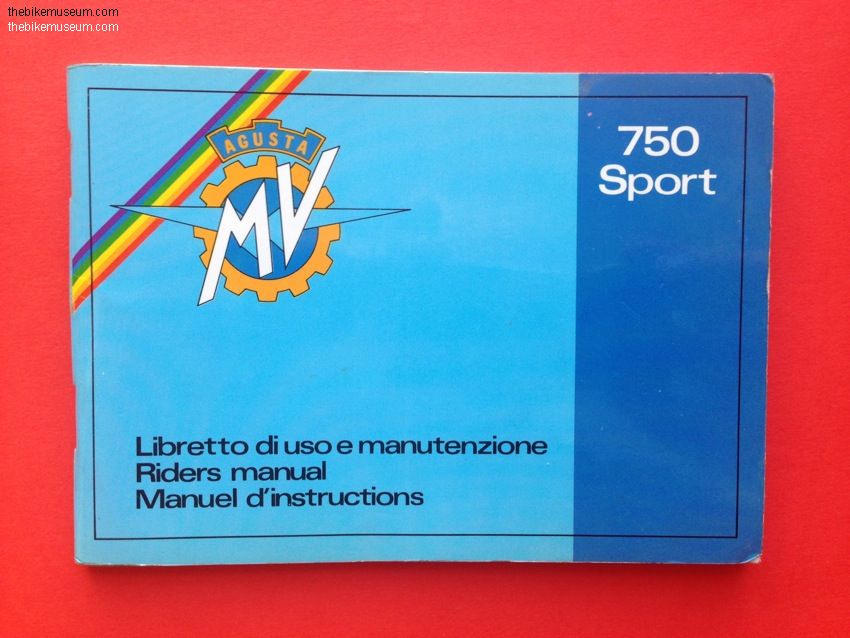 thebikemuseum.com
thebikemuseum.com
AGUSTA
MV
750
Sport
Libretto di uso e manutenzione
Riders manual
Manuel d'instructions